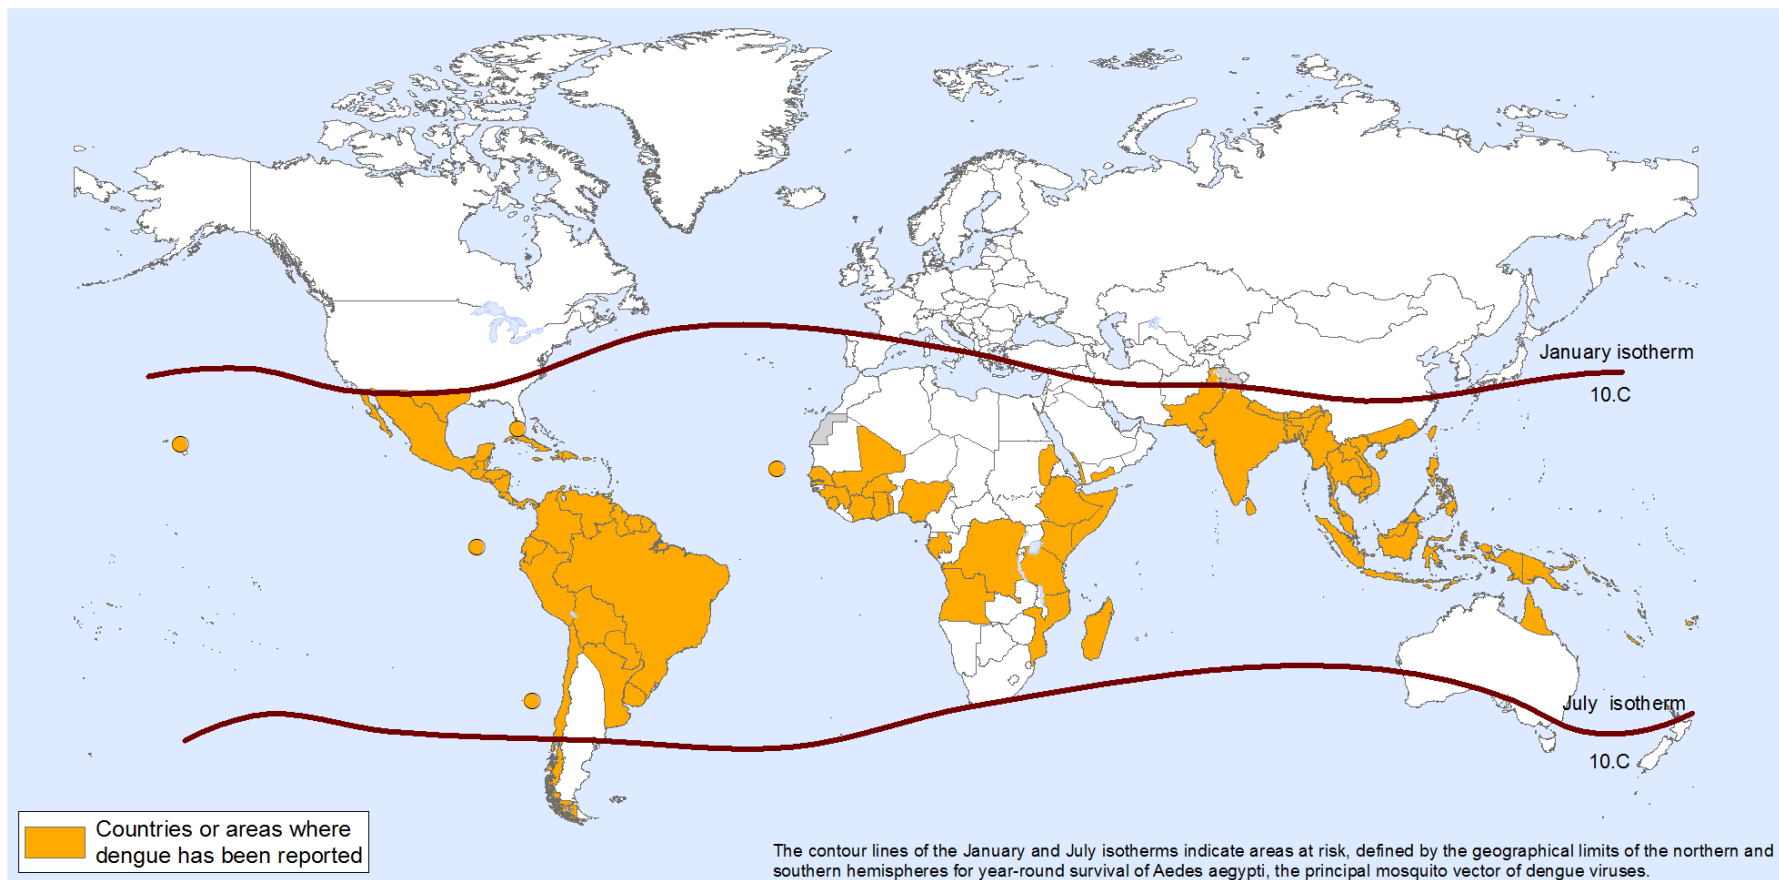 January isotherm
10.C
July isotherm
10.C
Countries or areas where
dengue has been reported
The contour lines of the January and July isotherms indicate areas at risk, defined by the geographical limits of the northern and
southern hemispheres for year-round survival of Aedes aegypti, the principal mosquito vector of dengue viruses.